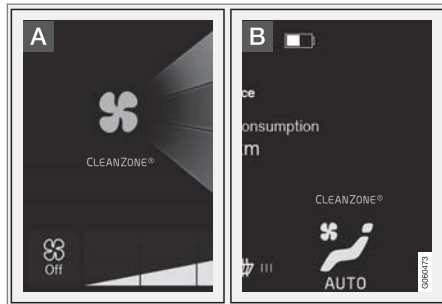 A
CLEANZONE®
Off
B
ce
onsumption
m
CLEANZONE®
AUTO
G060473